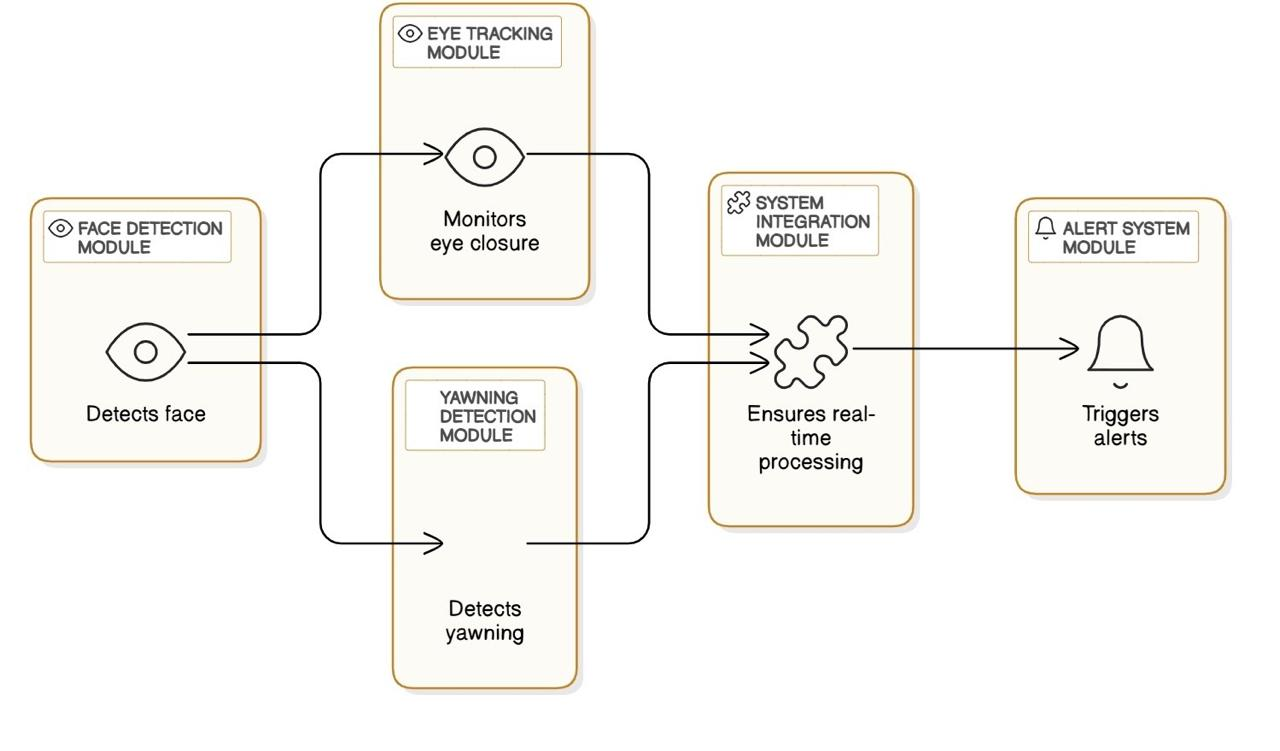 EYE TRACKING
MODULE
Monitors
eye closure
FACE DETECTION
MODULE
Detects face
YAWNING
DETECTION
MODULE
Detects
yawning
SYSTEM
INTEGRATION
MODULE
Ensures real-
time
processing
ALERT SYSTEM
MODULE
Triggers
alerts